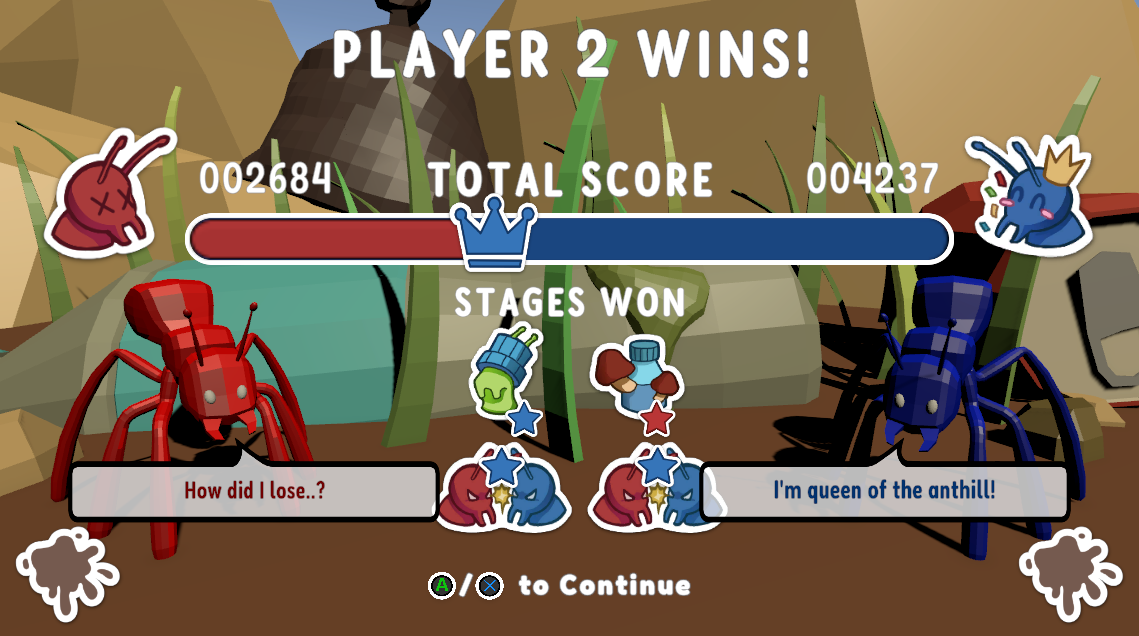 PLAYER 2 WINS!
002684 TOTAL SCORE 004237
STAGES WON
How did I lose..?
I'm queen of the anthill!
A/X to Continue